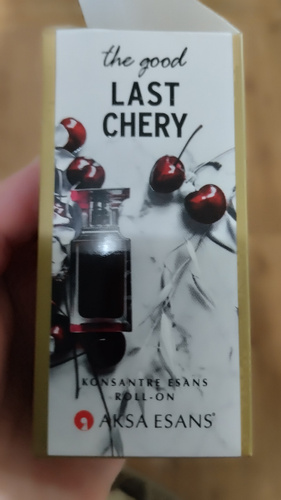 the good
LAST
CHERY
KONSANTRE ESANS
ROLL-ON
AKSA ESANS®